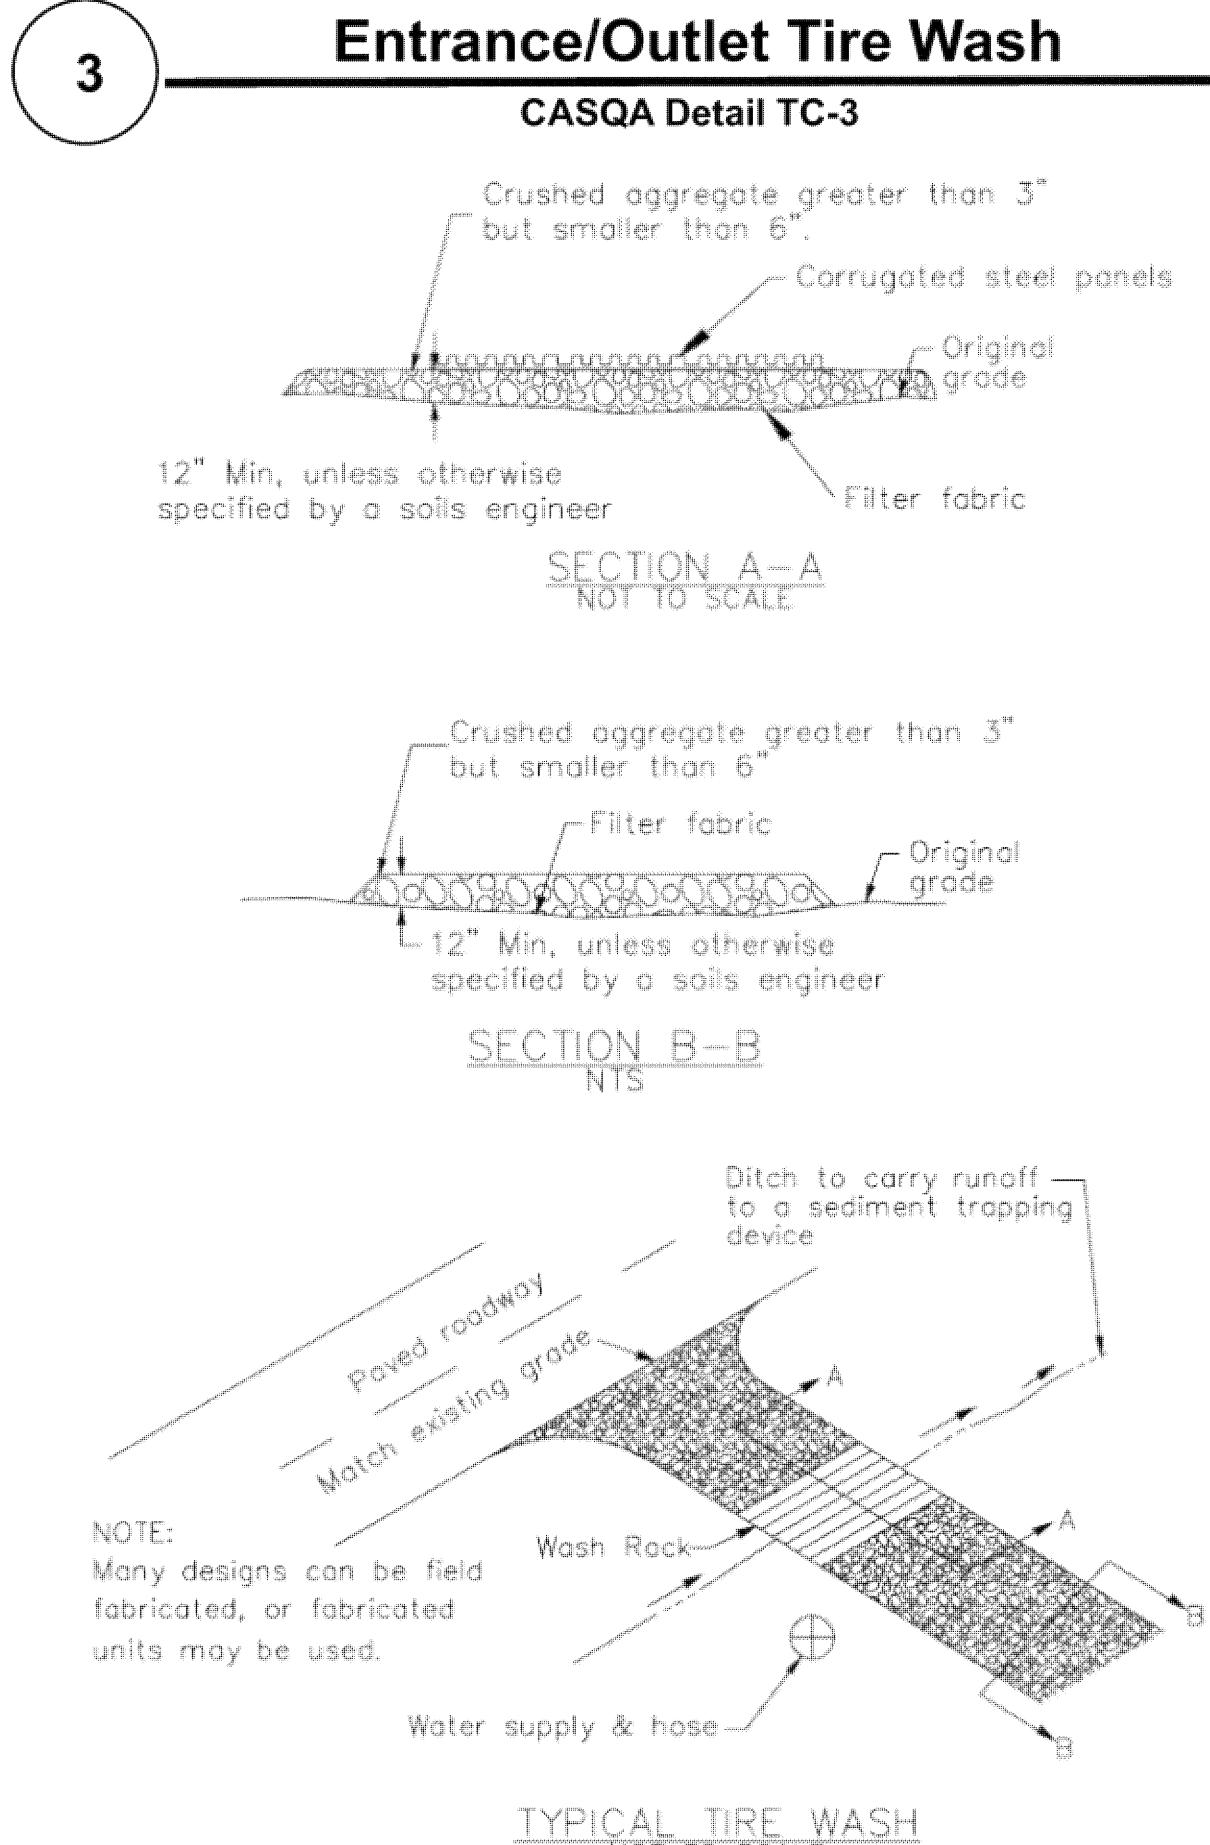 3
Entrance/Outlet Tire Wash
CASQA Detail TC-3
Crushed aggregate greater than 3"
but smaller than 6".
Corrugated steel panels
Original
grade
12" Min, unless otherwise
specified by a soils engineer
Filter fabric
SECTION A-A
NOT TO SCALE
Crushed aggregate greater than 3"
but smaller than 6"
Filter fabric
Original
grade
12" Min, unless otherwise
specified by a soils engineer
SECTION B-B
NTS
Ditch to carry runoff
to a sediment trapping
device
Paved roadway
Match existing grade
A
A
NOTE:
Many designs can be field
fabricated, or fabricated
units may be used.
Wash Rack
B
Water supply & hose
B
TYPICAL TIRE WASH